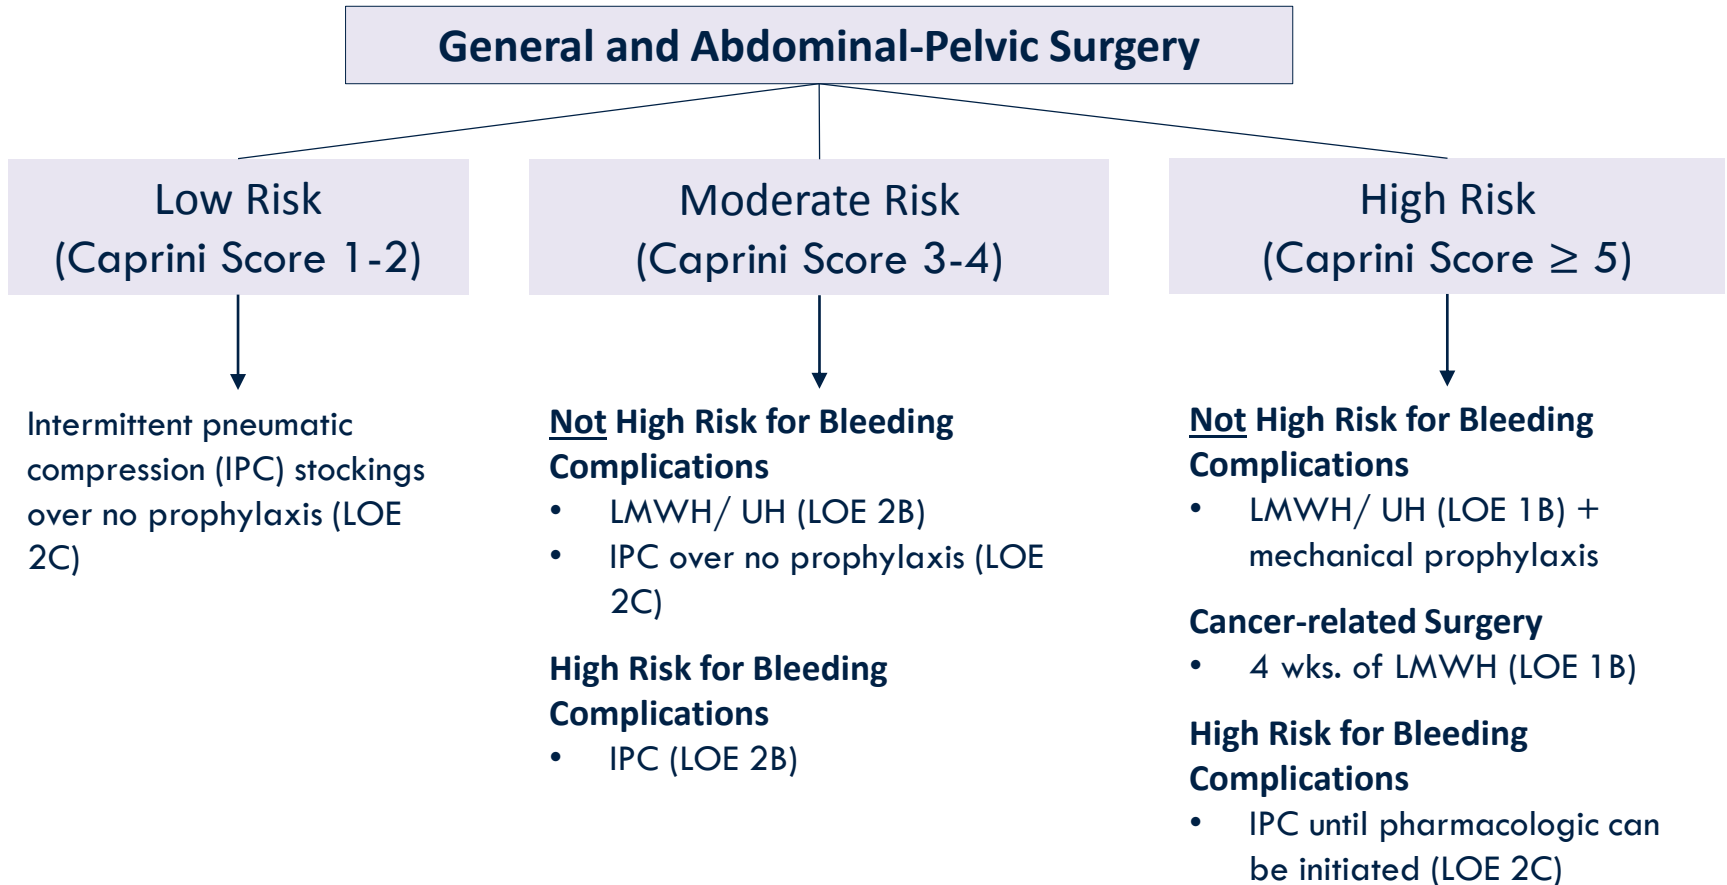 General and Abdominal-Pelvic Surgery
Low Risk
(Caprini Score 1-2)
Intermittent pneumatic
compression (IPC) stockings
over no prophylaxis (LOE
2C)
Moderate Risk
(Caprini Score 3-4)
Not High Risk for Bleeding
Complications
• LMWH/ UH (LOE 2B)
• IPC over no prophylaxis (LOE
2C)
High Risk for Bleeding
Complications
• IPC (LOE 2B)
High Risk
(Caprini Score ≥ 5)
Not High Risk for Bleeding
Complications
• LMWH/ UH (LOE 1B) +
mechanical prophylaxis
Cancer-related Surgery
• 4 wks. of LMWH (LOE 1B)
High Risk for Bleeding
Complications
• IPC until pharmacologic can
be initiated (LOE 2C)